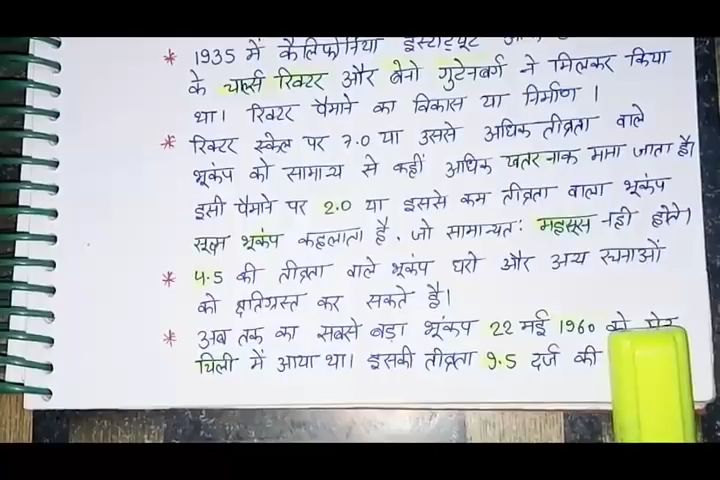 * 1935 में कैलिफोर्निया इंस्टीट्यूट
के चार्ल्स रिक्टर और बेनो गुटेनबर्ग ने मिलकर किया
था। रिक्टर पैमाने का विकास या निर्माण।
* रिक्टर स्केल पर 7.0 या उससे अधिक तीव्रता वाले
भूकंप को सामान्य से कहीं अधिक खतरनाक माना जाता है।
इसी पैमाने पर 2.0 या इससे कम तीव्रता वाला भूकंप
सूक्ष्म भूकंप कहलाता है, जो सामान्यतः महसूस नही होते।
* 4.5 की तीव्रता वाले भूकंप घरो और अन्य रचनाओं
को क्षतिग्रस्त कर सकते है।
* अब तक का सबसे बड़ा भूकंप 22 मई 1960 को
चिली में आया था। इसकी तीव्रता 9.5 दर्ज की